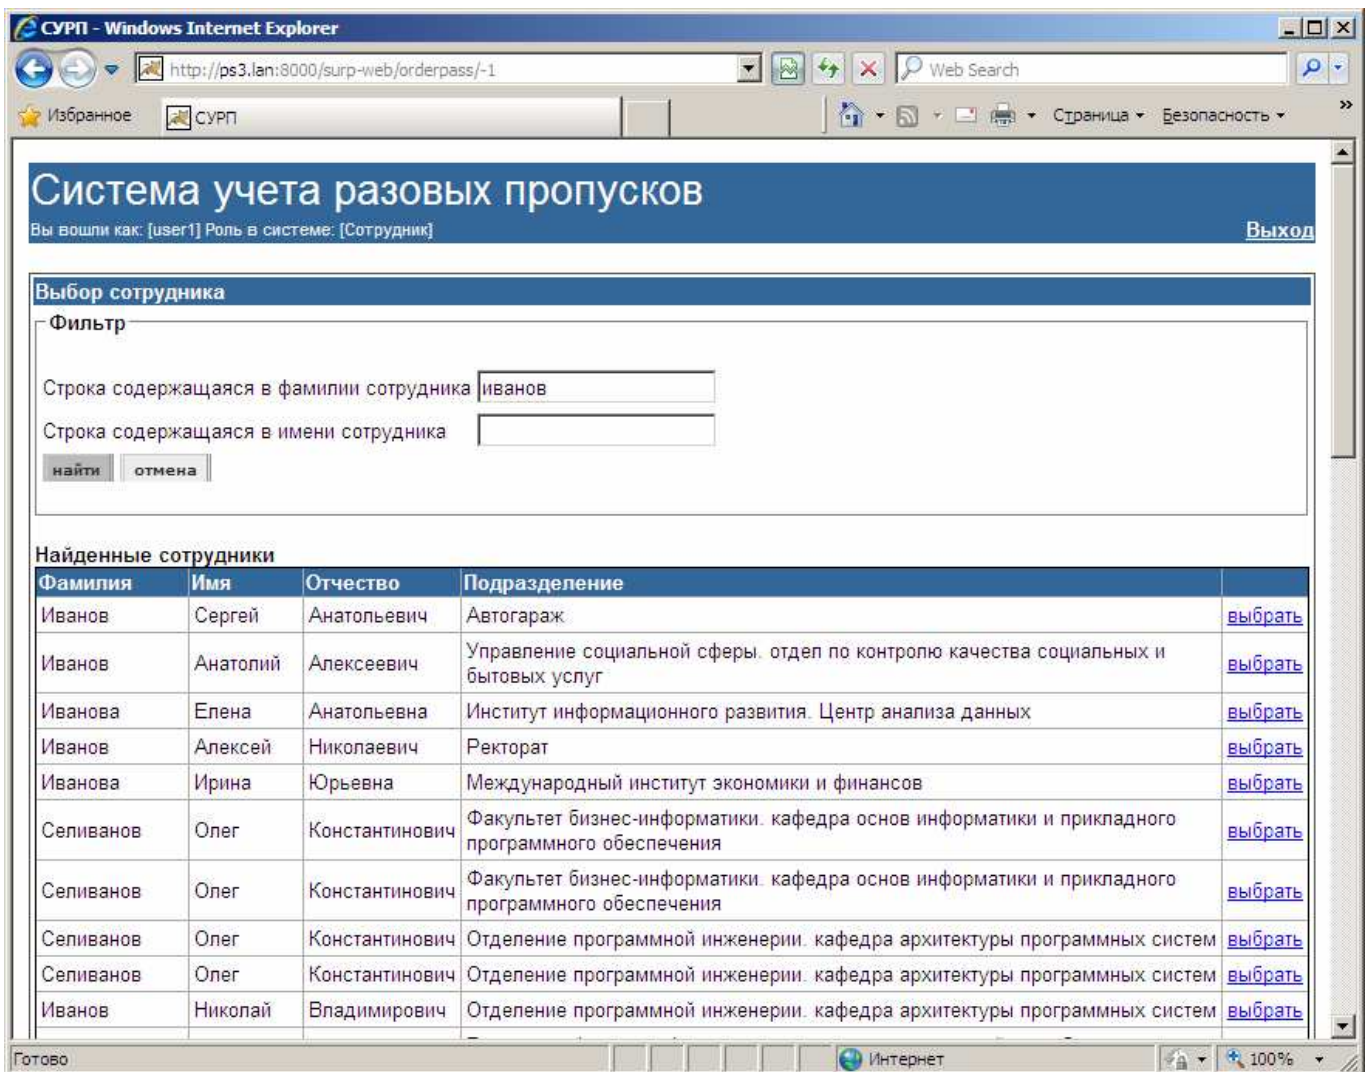 СУРП - Windows Internet Explorer
http://ps3.lan:8000/surp-web/orderpass/-1
Web Search
Избранное
СУРП
Страница
Безопасность
»
Система учета разовых пропусков
Вы вошли как: [user1] Роль в системе: [Сотрудник]
Выход
Выбор сотрудника
Фильтр
Строка содержащаяся в фамилии сотрудника иванов
Строка содержащаяся в имени сотрудника
найти отмена
Найденные сотрудники
Фамилия Имя Отчество Подразделение
Иванов Сергей Анатольевич Автогараж выбрать
Иванов Анатолий Алексеевич Управление социальной сферы. отдел по контролю качества социальных и
бытовых услуг выбрать
Иванова Елена Анатольевна Институт информационного развития. Центр анализа данных выбрать
Иванов Алексей Николаевич Ректорат выбрать
Иванова Ирина Юрьевна Международный институт экономики и финансов выбрать
Селиванов Олег Константинович Факультет бизнес-информатики. кафедра основ информатики и прикладного
программного обеспечения выбрать
Селиванов Олег Константинович Факультет бизнес-информатики. кафедра основ информатики и прикладного
программного обеспечения выбрать
Селиванов Олег Константинович Отделение программной инженерии. кафедра архитектуры программных систем выбрать
Селиванов Олег Константинович Отделение программной инженерии. кафедра архитектуры программных систем выбрать
Иванов Николай Владимирович Отделение программной инженерии. кафедра архитектуры программных систем выбрать
Готово
Интернет
100%